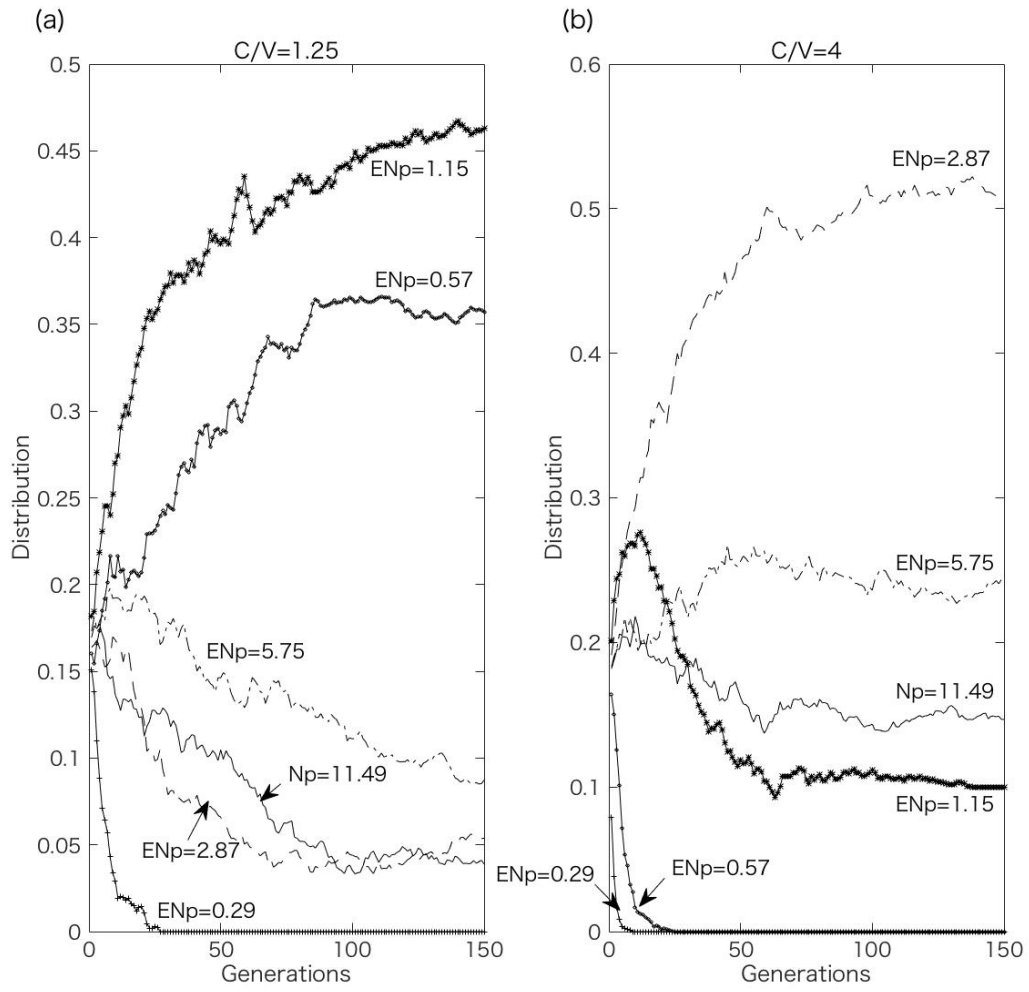 (a)
C/V=1.25
0.5
0.45
0.4
0.35
0.3
0.25
0.2
0.15
0.1
0.05
0
Distribution
ENp=1.15
ENp=0.57
ENp=5.75
Np=11.49
ENp=2.87
ENp=0.29
0 50 100 150
Generations
(b)
C/V=4
0.6
0.5
0.4
0.3
0.2
0.1
0
Distribution
ENp=2.87
ENp=5.75
Np=11.49
ENp=1.15
ENp=0.29
ENp=0.57
0 50 100 150
Generations